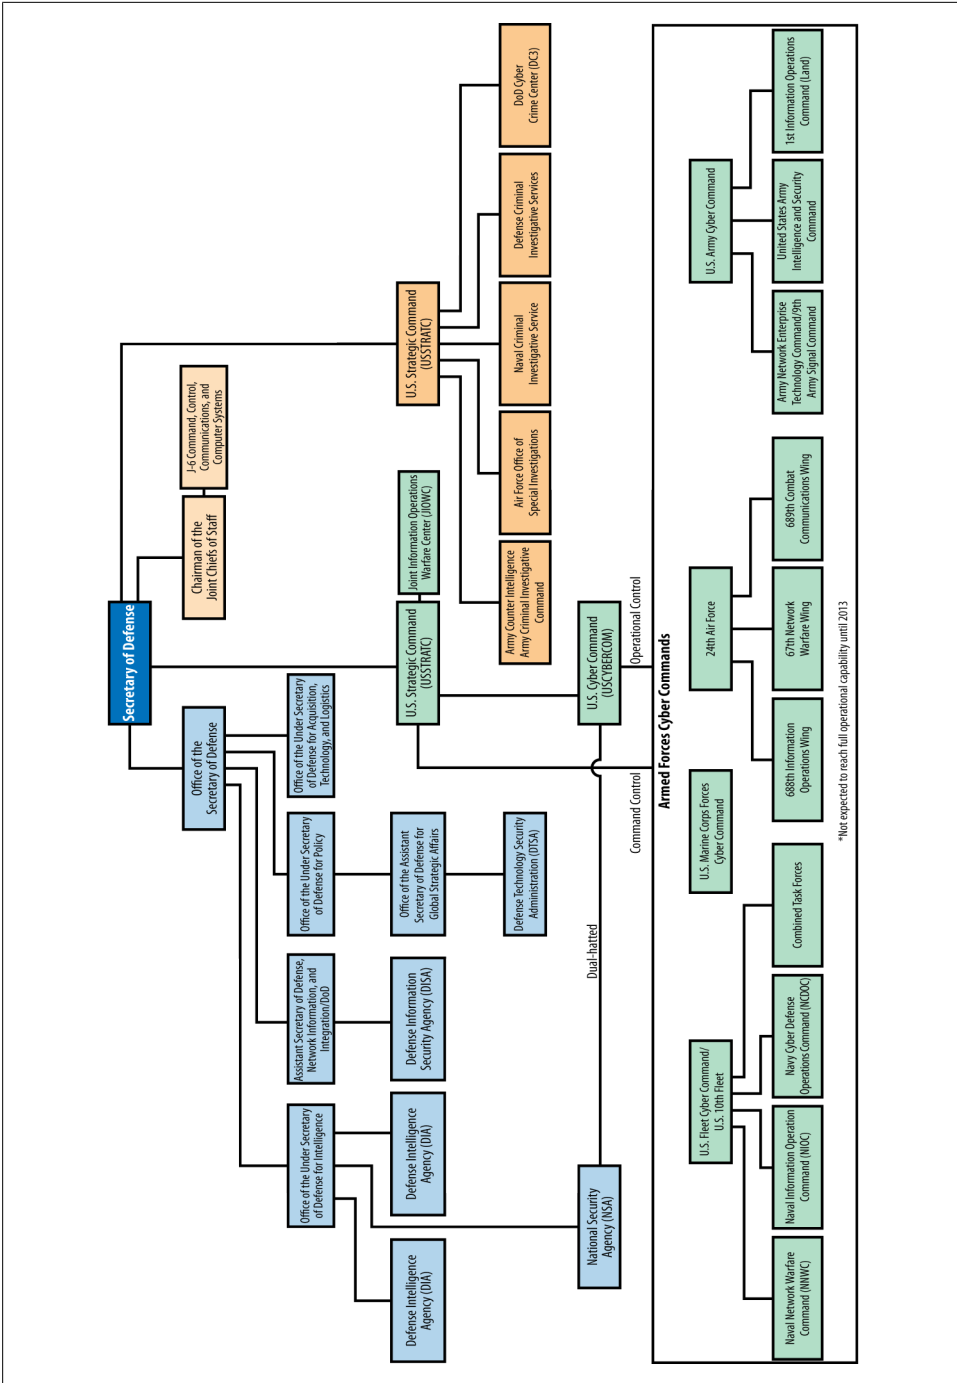 Secretary of Defense
Office of the
Secretary of Defense
Chairman of the
Joint Chiefs of Staff
J-6 Command, Control,
Communications, and
Computer Systems
Office of the Under Secretary
of Defense for Intelligence
Assistant Secretary of Defense,
Network Information, and
Integration/DoD
Office of the Under Secretary
of Defense for Policy
Office of the Under Secretary
of Defense for Acquisition,
Technology, and Logistics
Defense Intelligence
Agency (DIA)
Defense Intelligence
Agency (DIA)
Defense Information
Security Agency (DISA)
Office of the Assistant
Secretary of Defense for
Global Strategic Affairs
U.S. Strategic Command
(USSTRATC)
Joint Information Operations
Warfare Center (JIOWC)
U.S. Strategic Command
(USSTRATC)
Defense Technology Security
Administration (DTSA)
Army Counter Intelligence
Army Criminal Investigative
Command
Air Force Office of
Special Investigations
Naval Criminal
Investigative Service
Defense Criminal
Investigative Services
DoD Cyber
Crime Center (DC3)
National Security
Agency (NSA)
Dual-hatted
U.S. Cyber Command
(USCYBERCOM)
Command Control
Operational Control
Armed Forces Cyber Commands
U.S. Fleet Cyber Command/
U.S. 10th Fleet
U.S. Marine Corps Forces
Cyber Command
24th Air Force
U.S. Army Cyber Command
Naval Network Warfare
Command (NNWC)
Naval Information Operation
Command (NIOC)
Navy Cyber Defense
Operations Command (NCDOC)
Combined Task Forces
688th Information
Operations Wing
67th Network
Warfare Wing
689th Combat
Communications Wing
Army Network Enterprise
Technology Command/9th
Army Signal Command
United States Army
Intelligence and Security
Command
1st Information Operations
Command (Land)
*Not expected to reach full operational capability until 2013